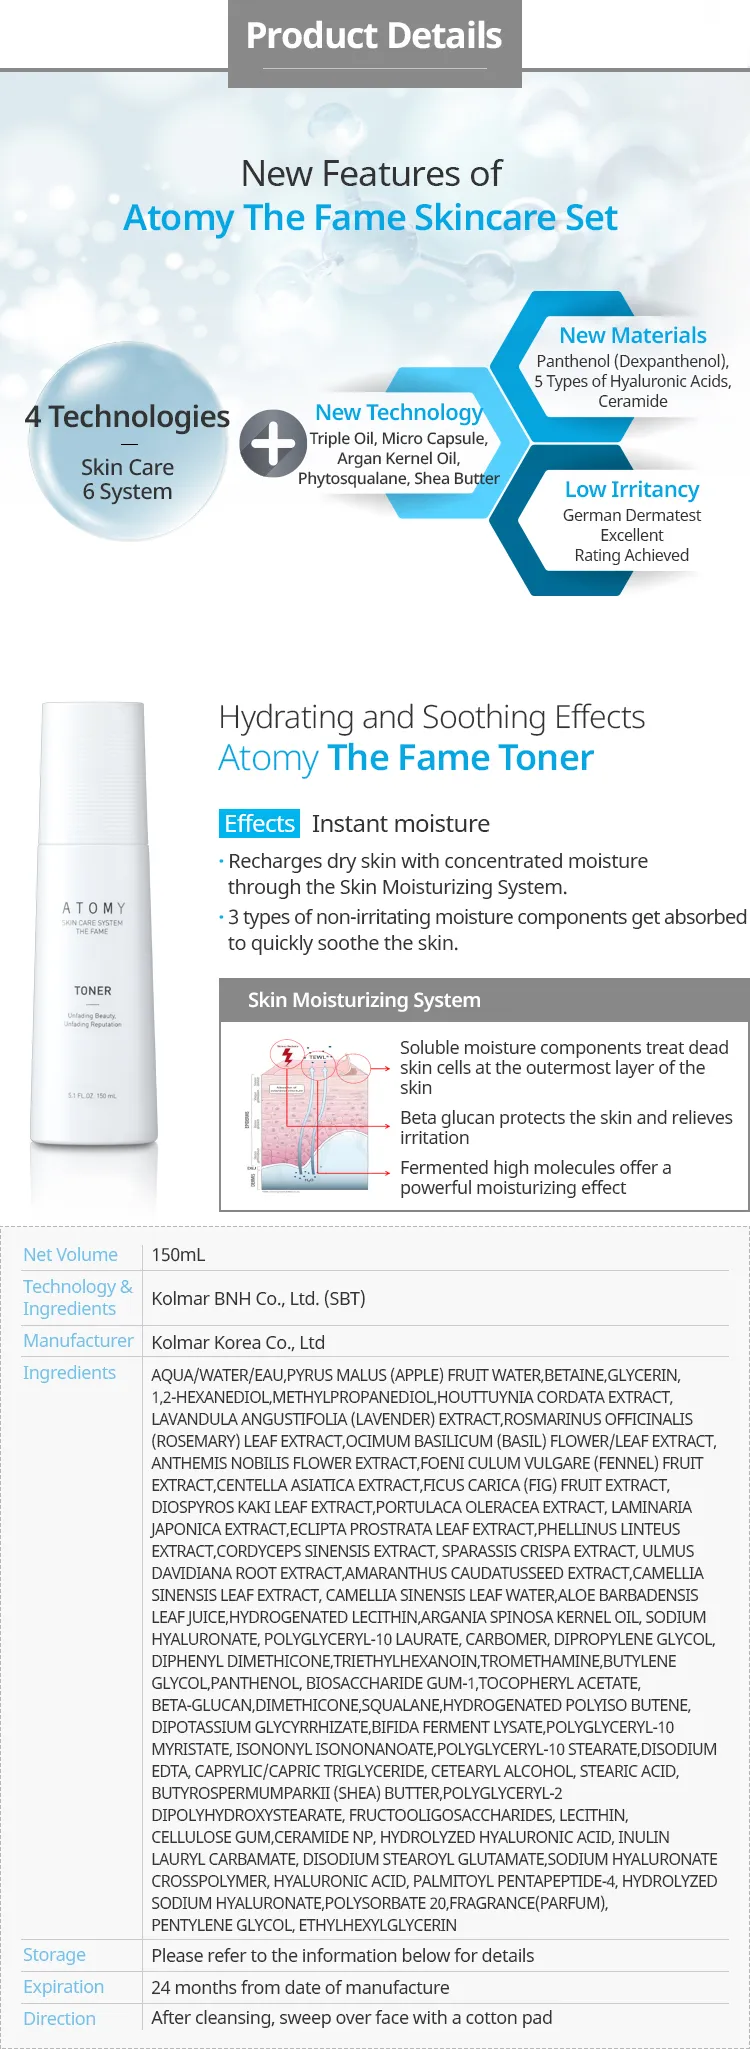 Product Details
New Features of
Atomy The Fame Skincare Set
4 Technologies
Skin Care
6 System
New Technology
Triple Oil, Micro Capsule,
Argan Kernel Oil,
Phytosqualane, Shea Butter
New Materials
Panthenol (Dexpanthenol),
5 Types of Hyaluronic Acids,
Ceramide
Low Irritancy
German Dermatest
Excellent
Rating Achieved
ATOMY
SKIN CARE SYSTEM
THE FAME
TONER
Unfading Beauty,
Unfading Reputation
5.1 FL.OZ. 150 mL
Hydrating and Soothing Effects
Atomy The Fame Toner
Effects Instant moisture
· Recharges dry skin with concentrated moisture
through the Skin Moisturizing System.
· 3 types of non-irritating moisture components get absorbed
to quickly soothe the skin.
Skin Moisturizing System
TEWL
EPIDERMIS
DEJ
DERMIS
H₂O
Soluble moisture components treat dead
skin cells at the outermost layer of the
skin
Beta glucan protects the skin and relieves
irritation
Fermented high molecules offer a
powerful moisturizing effect
Net Volume 150mL
Technology &
Ingredients Kolmar BNH Co., Ltd. (SBT)
Manufacturer Kolmar Korea Co., Ltd
Ingredients AQUA/WATER/EAU,PYRUS MALUS (APPLE) FRUIT WATER,BETAINE,GLYCERIN,
1,2-HEXANEDIOL,METHYLPROPANEDIOL,HOUTTUYNIA CORDATA EXTRACT,
LAVANDULA ANGUSTIFOLIA (LAVENDER) EXTRACT,ROSMARINUS OFFICINALIS
(ROSEMARY) LEAF EXTRACT,OCIMUM BASILICUM (BASIL) FLOWER/LEAF EXTRACT,
ANTHEMIS NOBILIS FLOWER EXTRACT,FOENI CULUM VULGARE (FENNEL) FRUIT
EXTRACT,CENTELLA ASIATICA EXTRACT,FICUS CARICA (FIG) FRUIT EXTRACT,
DIOSPYROS KAKI LEAF EXTRACT,PORTULACA OLERACEA EXTRACT, LAMINARIA
JAPONICA EXTRACT,ECLIPTA PROSTRATA LEAF EXTRACT,PHELLINUS LINTEUS
EXTRACT,CORDYCEPS SINENSIS EXTRACT, SPARASSIS CRISPA EXTRACT, ULMUS
DAVIDIANA ROOT EXTRACT,AMARANTHUS CAUDATUSSEED EXTRACT,CAMELLIA
SINENSIS LEAF EXTRACT, CAMELLIA SINENSIS LEAF WATER,ALOE BARBADENSIS
LEAF JUICE,HYDROGENATED LECITHIN,ARGANIA SPINOSA KERNEL OIL, SODIUM
HYALURONATE, POLYGLYCERYL-10 LAURATE, CARBOMER, DIPROPYLENE GLYCOL,
DIPHENYL DIMETHICONE,TRIETHYLHEXANOIN,TROMETHAMINE,BUTYLENE
GLYCOL,PANTHENOL, BIOSACCHARIDE GUM-1,TOCOPHERYL ACETATE,
BETA-GLUCAN,DIMETHICONE,SQUALANE,HYDROGENATED POLYISO BUTENE,
DIPOTASSIUM GLYCYRRHIZATE,BIFIDA FERMENT LYSATE,POLYGLYCERYL-10
MYRISTATE, ISONONYL ISONONANOATE,POLYGLYCERYL-10 STEARATE,DISODIUM
EDTA, CAPRYLIC/CAPRIC TRIGLYCERIDE, CETEARYL ALCOHOL, STEARIC ACID,
BUTYROSPERMUMPARKII (SHEA) BUTTER,POLYGLYCERYL-2
DIPOLYHYDROXYSTEARATE, FRUCTOOLIGOSACCHARIDES, LECITHIN,
CELLULOSE GUM,CERAMIDE NP, HYDROLYZED HYALURONIC ACID, INULIN
LAURYL CARBAMATE, DISODIUM STEAROYL GLUTAMATE,SODIUM HYALURONATE
CROSSPOLYMER, HYALURONIC ACID, PALMITOYL PENTAPEPTIDE-4, HYDROLYZED
SODIUM HYALURONATE,POLYSORBATE 20,FRAGRANCE(PARFUM),
PENTYLENE GLYCOL, ETHYLHEXYLGLYCERIN
Storage Please refer to the information below for details
Expiration 24 months from date of manufacture
Direction After cleansing, sweep over face with a cotton pad